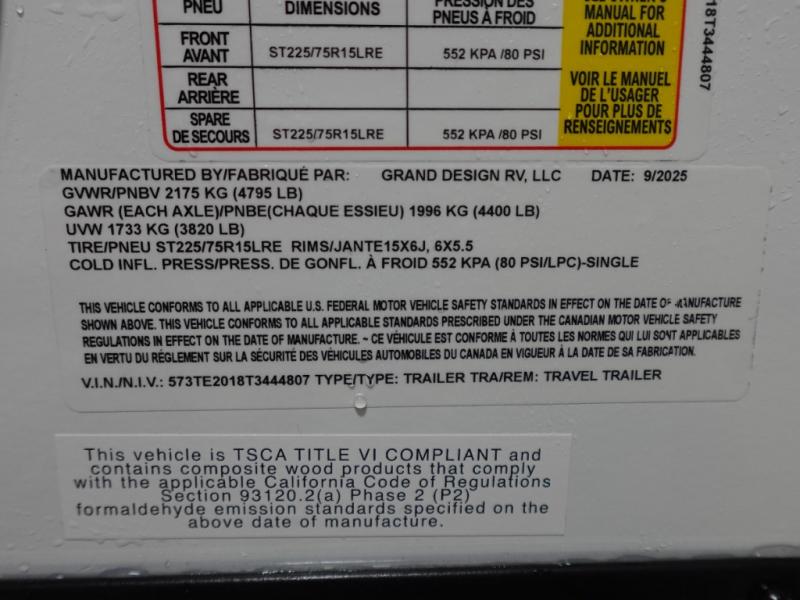 PNEU DIMENSIONS PRESSION DES
PNEUS À FROID
MANUAL FOR
ADDITIONAL
INFORMATION
FRONT
AVANT ST225/75R15LRE 552 KPA /80 PSI
REAR
ARRIÈRE
VOIR LE MANUEL
DE L'USAGER
POUR PLUS DE
RENSEIGNEMENTS
SPARE
DE SECOURS ST225/75R15LRE 552 KPA /80 PSI
18T3444807
MANUFACTURED BY/FABRIQUÉ PAR: GRAND DESIGN RV, LLC DATE: 9/2025
GVWR/PNBV 2175 KG (4795 LB)
GAWR (EACH AXLE)/PNBE(CHAQUE ESSIEU) 1996 KG (4400 LB)
UVW 1733 KG (3820 LB)
TIRE/PNEU ST225/75R15LRE RIMS/JANTE15X6J, 6X5.5
COLD INFL. PRESS/PRESS. DE GONFL. À FROID 552 KPA (80 PSI/LPC)-SINGLE
THIS VEHICLE CONFORMS TO ALL APPLICABLE U.S. FEDERAL MOTOR VEHICLE SAFETY STANDARDS IN EFFECT ON THE DATE OF MANUFACTURE
SHOWN ABOVE. THIS VEHICLE CONFORMS TO ALL APPLICABLE STANDARDS PRESCRIBED UNDER THE CANADIAN MOTOR VEHICLE SAFETY
REGULATIONS IN EFFECT ON THE DATE OF MANUFACTURE. ~ CE VÉHICULE EST CONFORME À TOUTES LES NORMES QUI LUI SONT APPLICABLES
EN VERTU DU RÉGLEMENT SUR LA SÉCURITÉ DES VÉHICULES AUTOMOBILES DU CANADA EN VIGUEUR À LA DATE DE SA FABRICATION.
V.I.N./N.I.V.: 573TE2018T3444807 TYPE/TYPE: TRAILER TRA/REM: TRAVEL TRAILER
This vehicle is TSCA TITLE VI COMPLIANT and
contains composite wood products that comply
with the applicable California Code of Regulations
Section 93120.2(a) Phase 2 (P2)
formaldehyde emission standards specified on the
above date of manufacture.